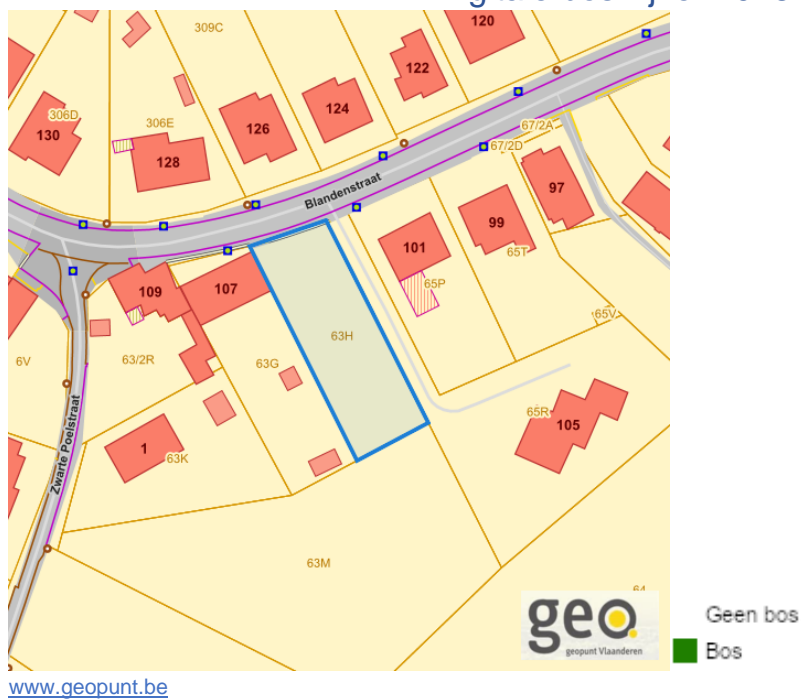 309C
120
122
306D
130
306E
126
124
128
67/2A
67/2D
97
Blandenstraat
99
101
65T
109
107
65P
65V
6V
63/2R
63G
63H
65R
105
Zwarte Poelstraat
1
63K
63M
64
geo
geopunt Vlaanderen
Geen bos
Bos
www.geopunt.be